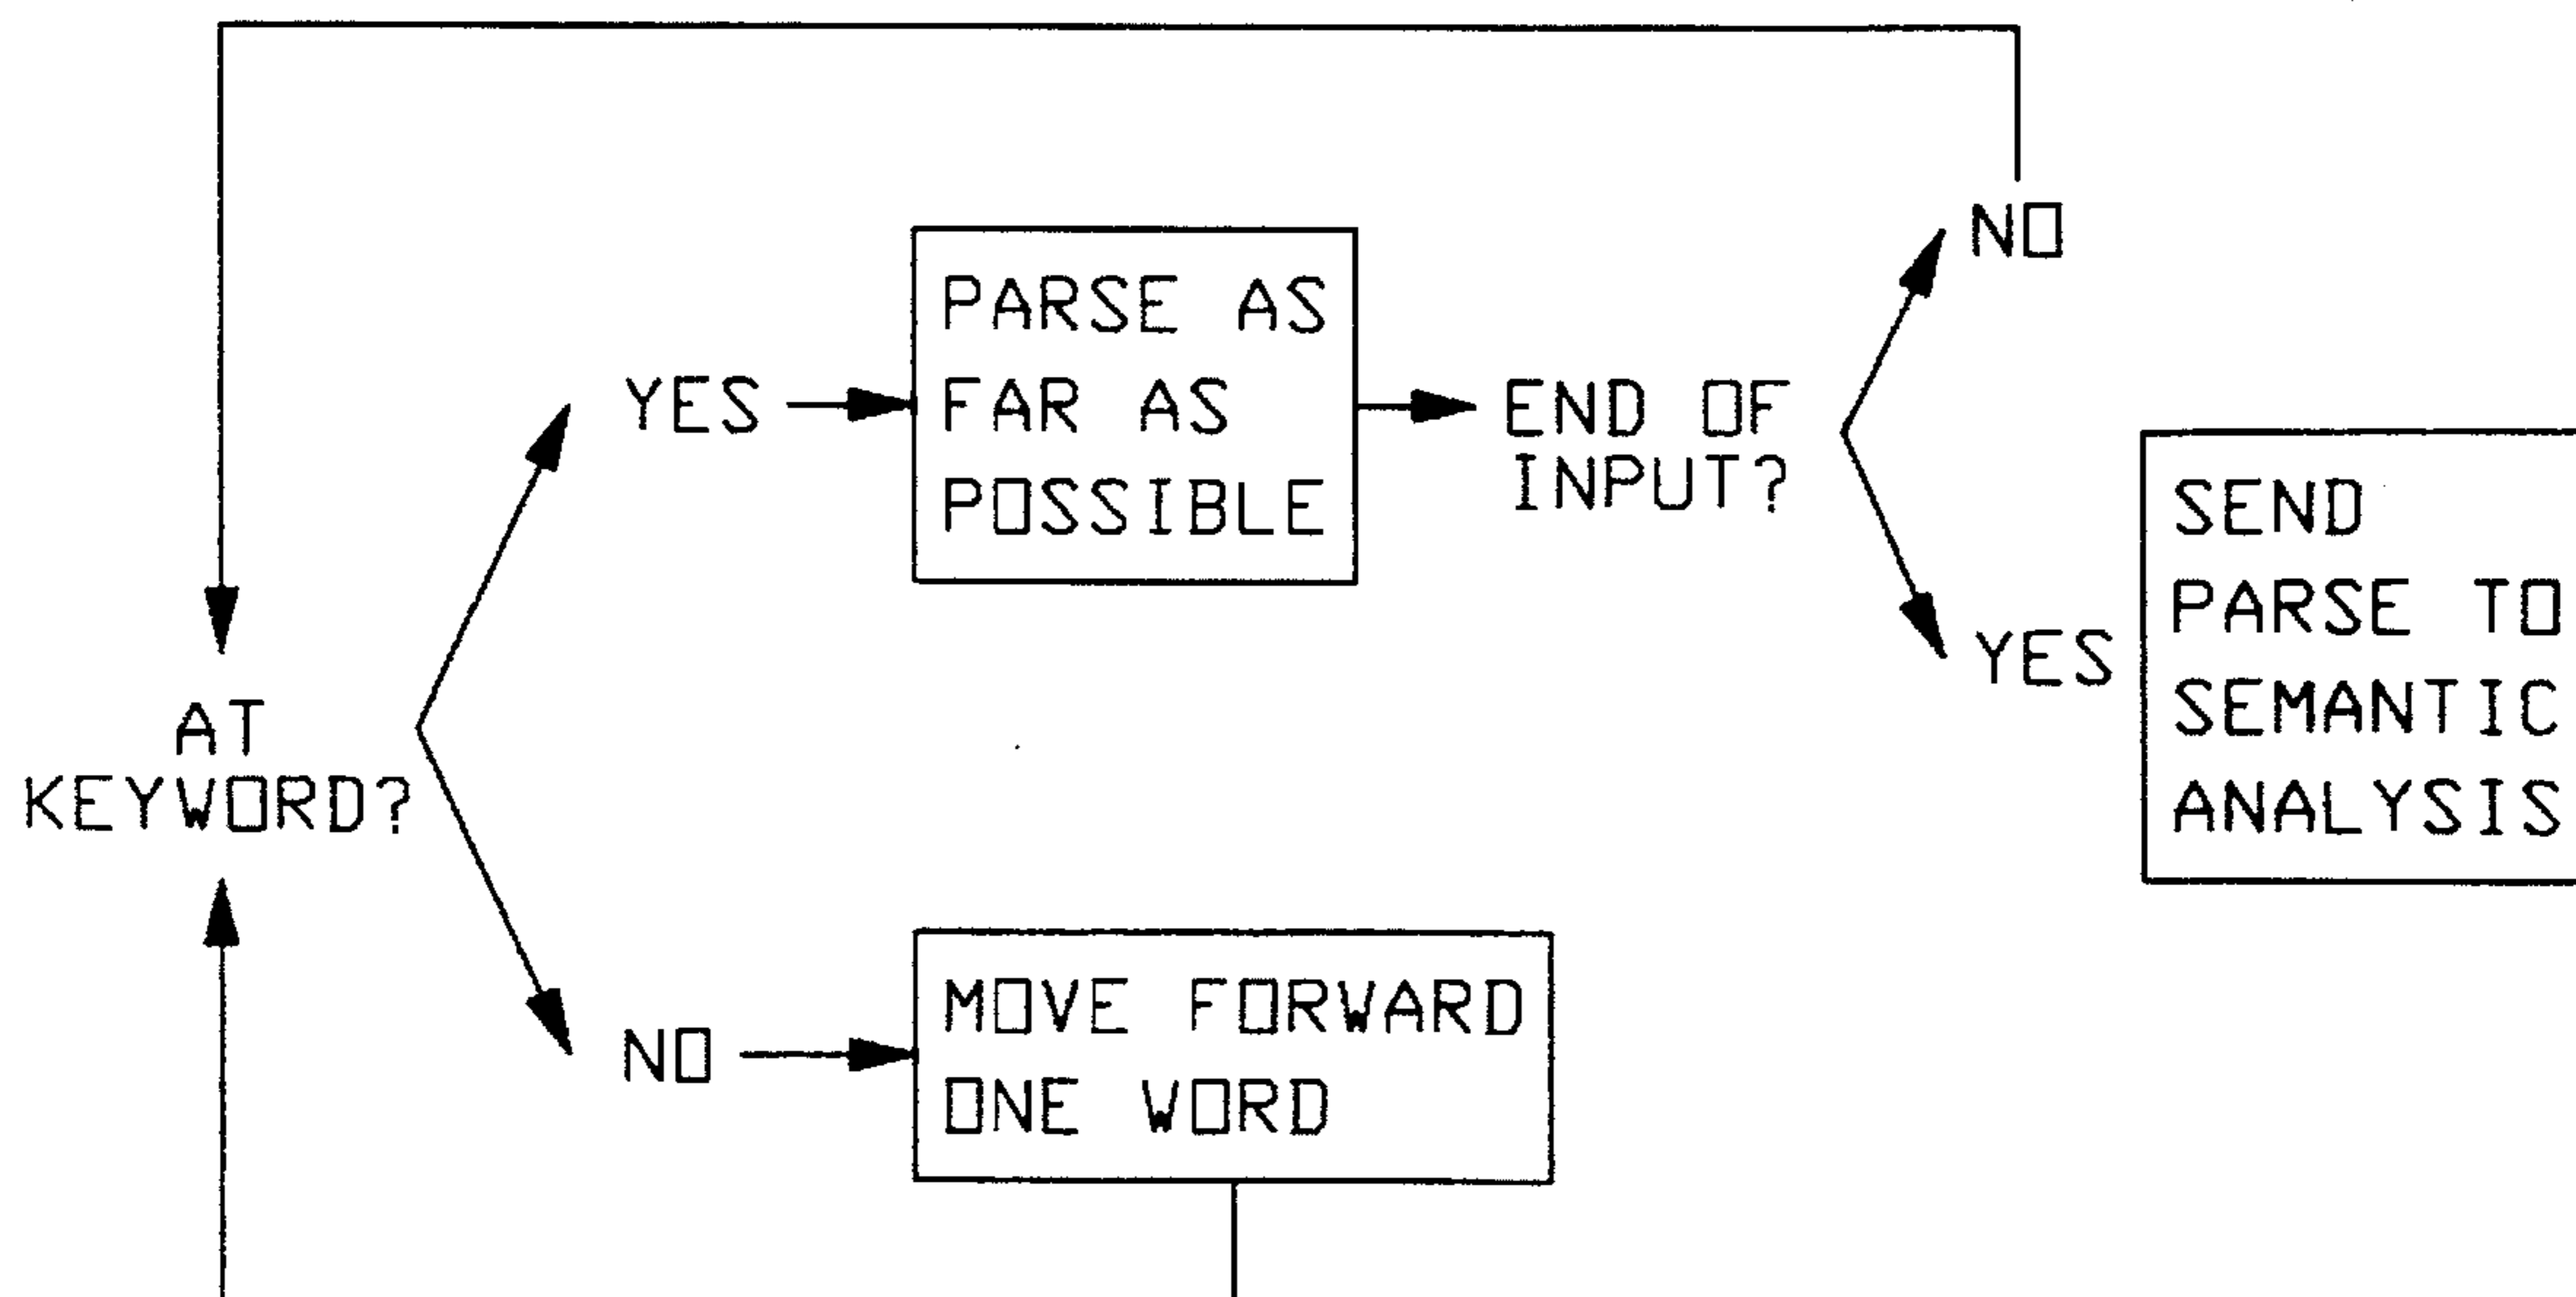 NO
PARSE AS
FAR AS
POSSIBLE
YES
END OF
INPUT?
SEND
PARSE TO
SEMANTIC
ANALYSIS
YES
AT
KEYWORD?
NO
MOVE FORWARD
ONE WORD